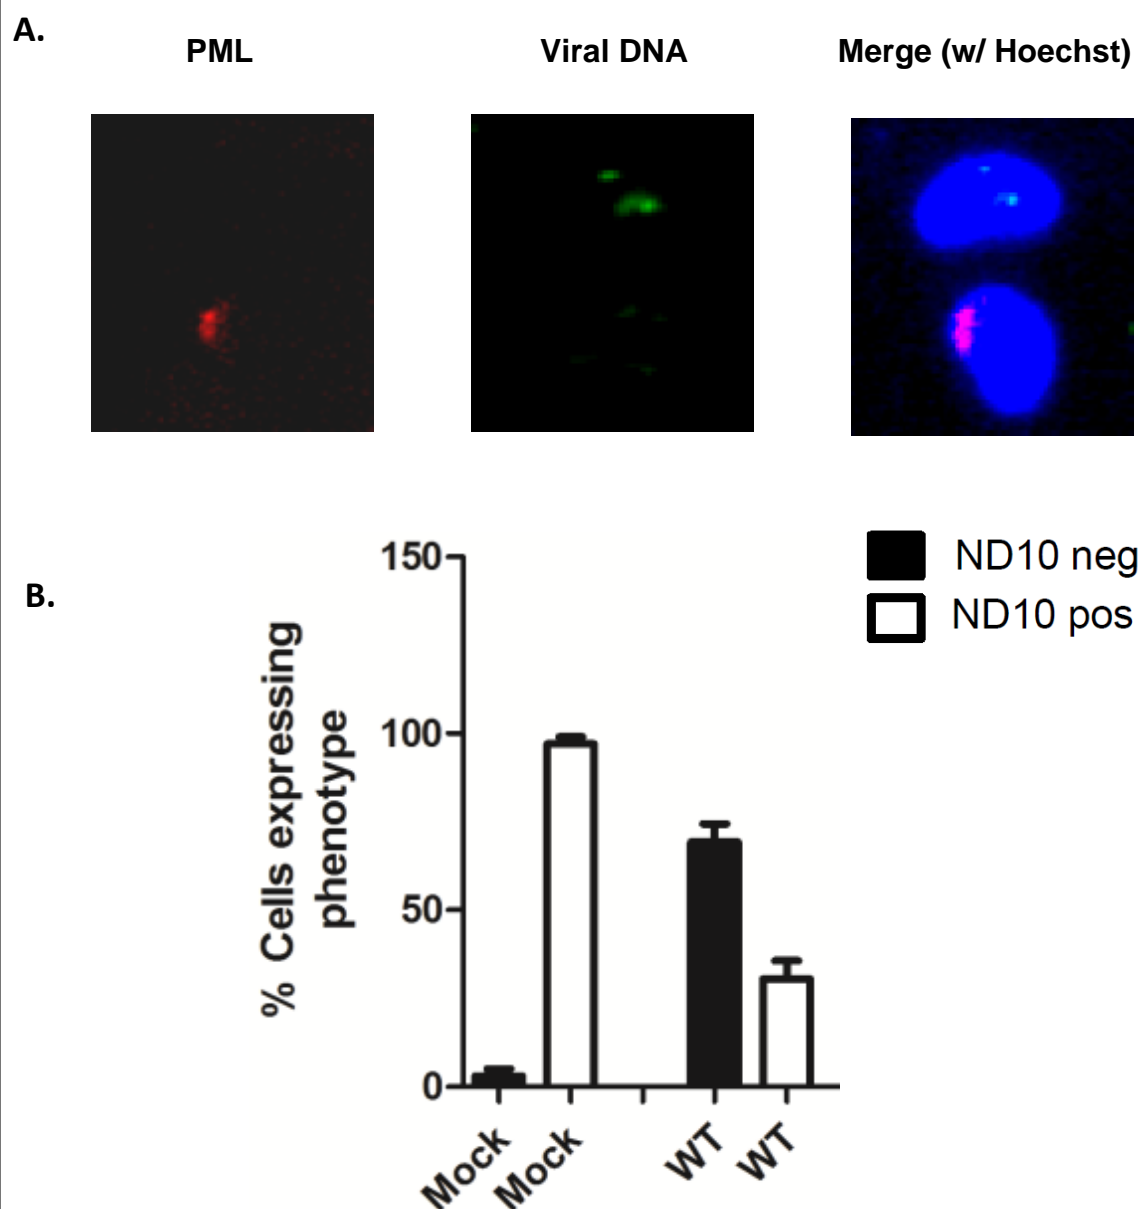 A.
PML
Viral DNA
Merge (w/ Hoechst)
B.
ND10 neg
ND10 pos
% Cells expressing
phenotype
150
100
50
0
Mock
Mock
WT
WT